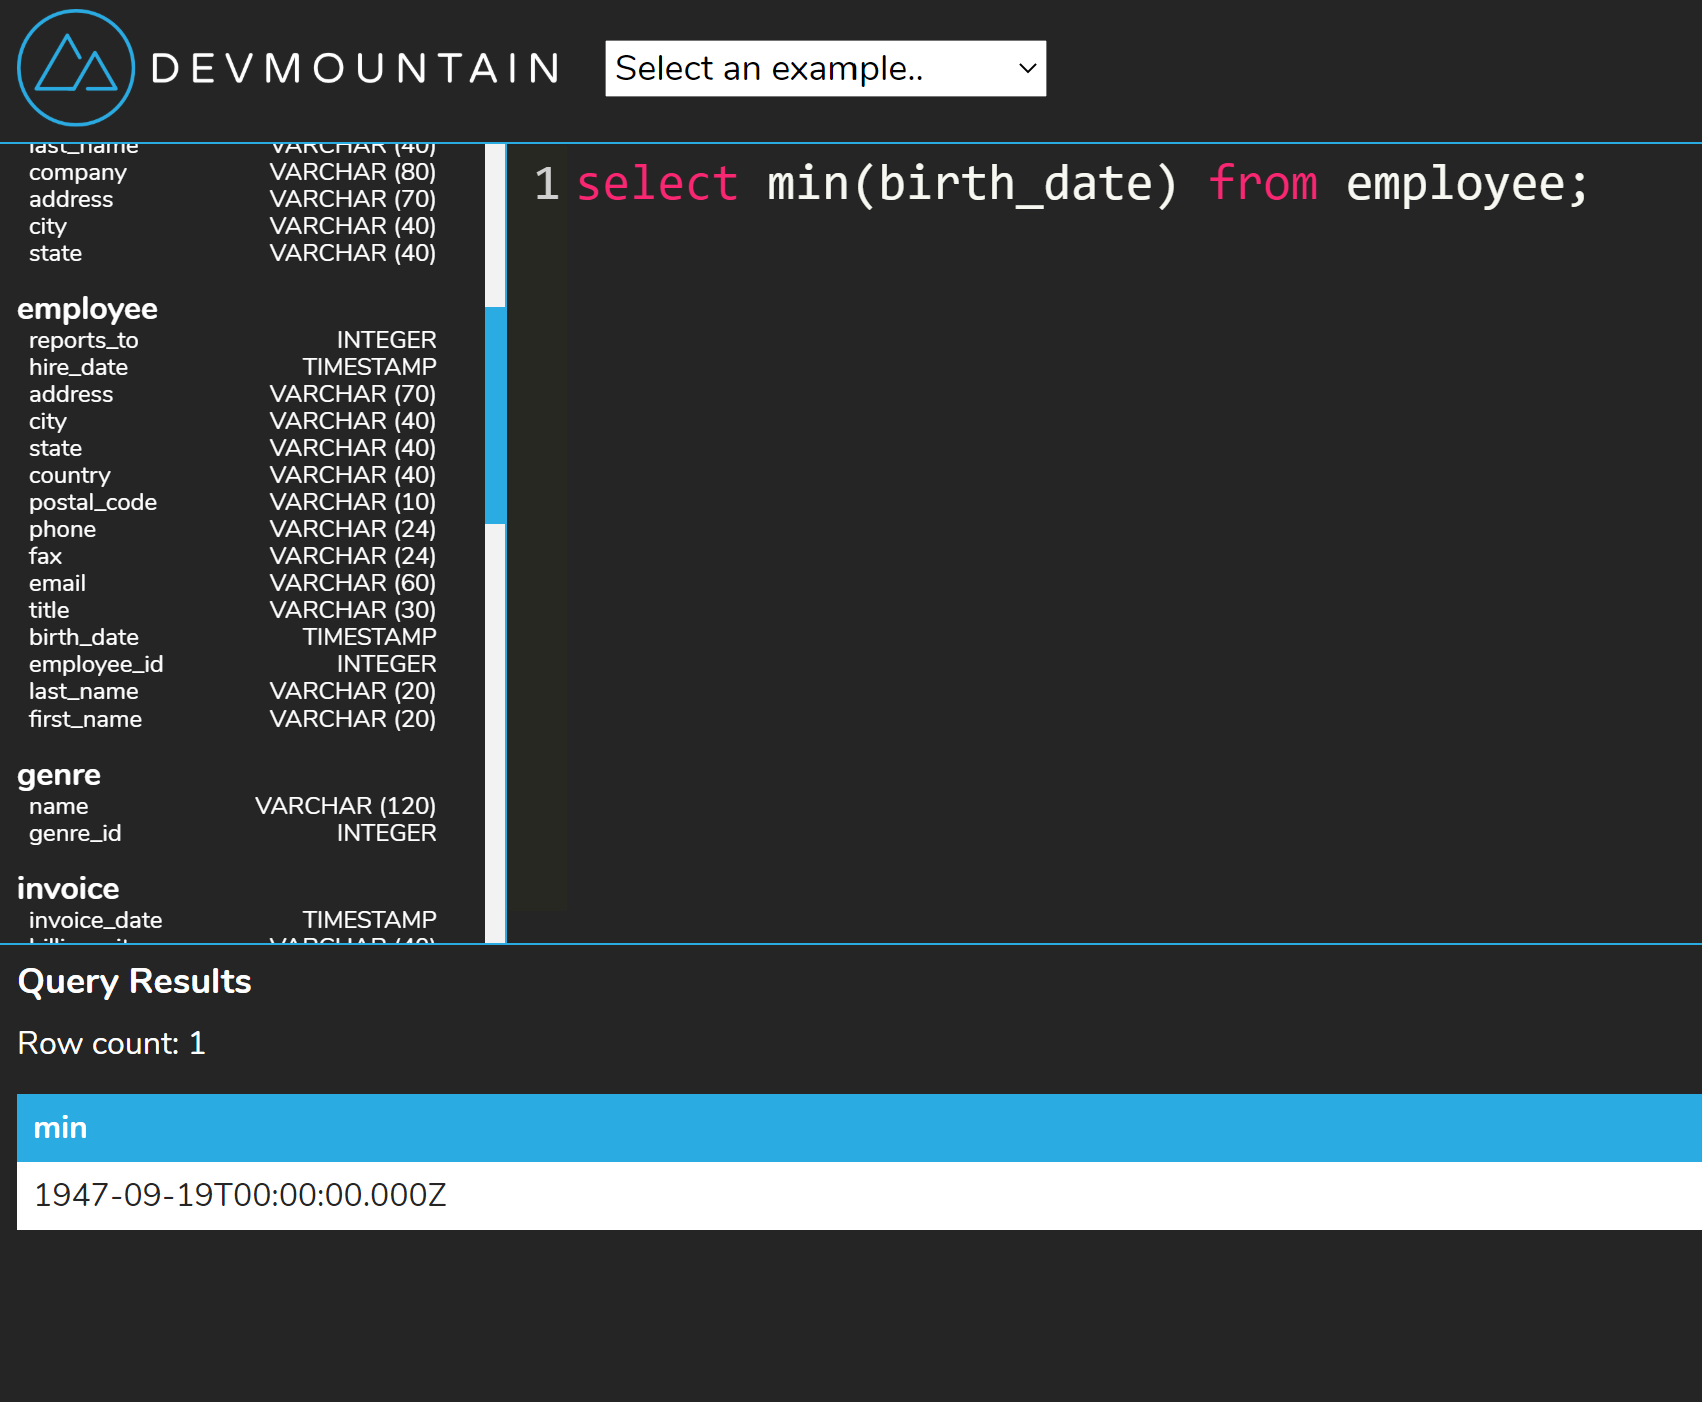 DEVMOUNTAIN
Select an example..
last_name VARCHAR (40)
company VARCHAR (80)
address VARCHAR (70)
city VARCHAR (40)
state VARCHAR (40)
employee
reports_to INTEGER
hire_date TIMESTAMP
address VARCHAR (70)
city VARCHAR (40)
state VARCHAR (40)
country VARCHAR (40)
postal_code VARCHAR (10)
phone VARCHAR (24)
fax VARCHAR (24)
email VARCHAR (60)
title VARCHAR (30)
birth_date TIMESTAMP
employee_id INTEGER
last_name VARCHAR (20)
first_name VARCHAR (20)
genre
name VARCHAR (120)
genre_id INTEGER
invoice
invoice_date TIMESTAMP
billing_city VARCHAR (40)
1 select min(birth_date) from employee;
Query Results
Row count: 1
min
1947-09-19T00:00:00.000Z